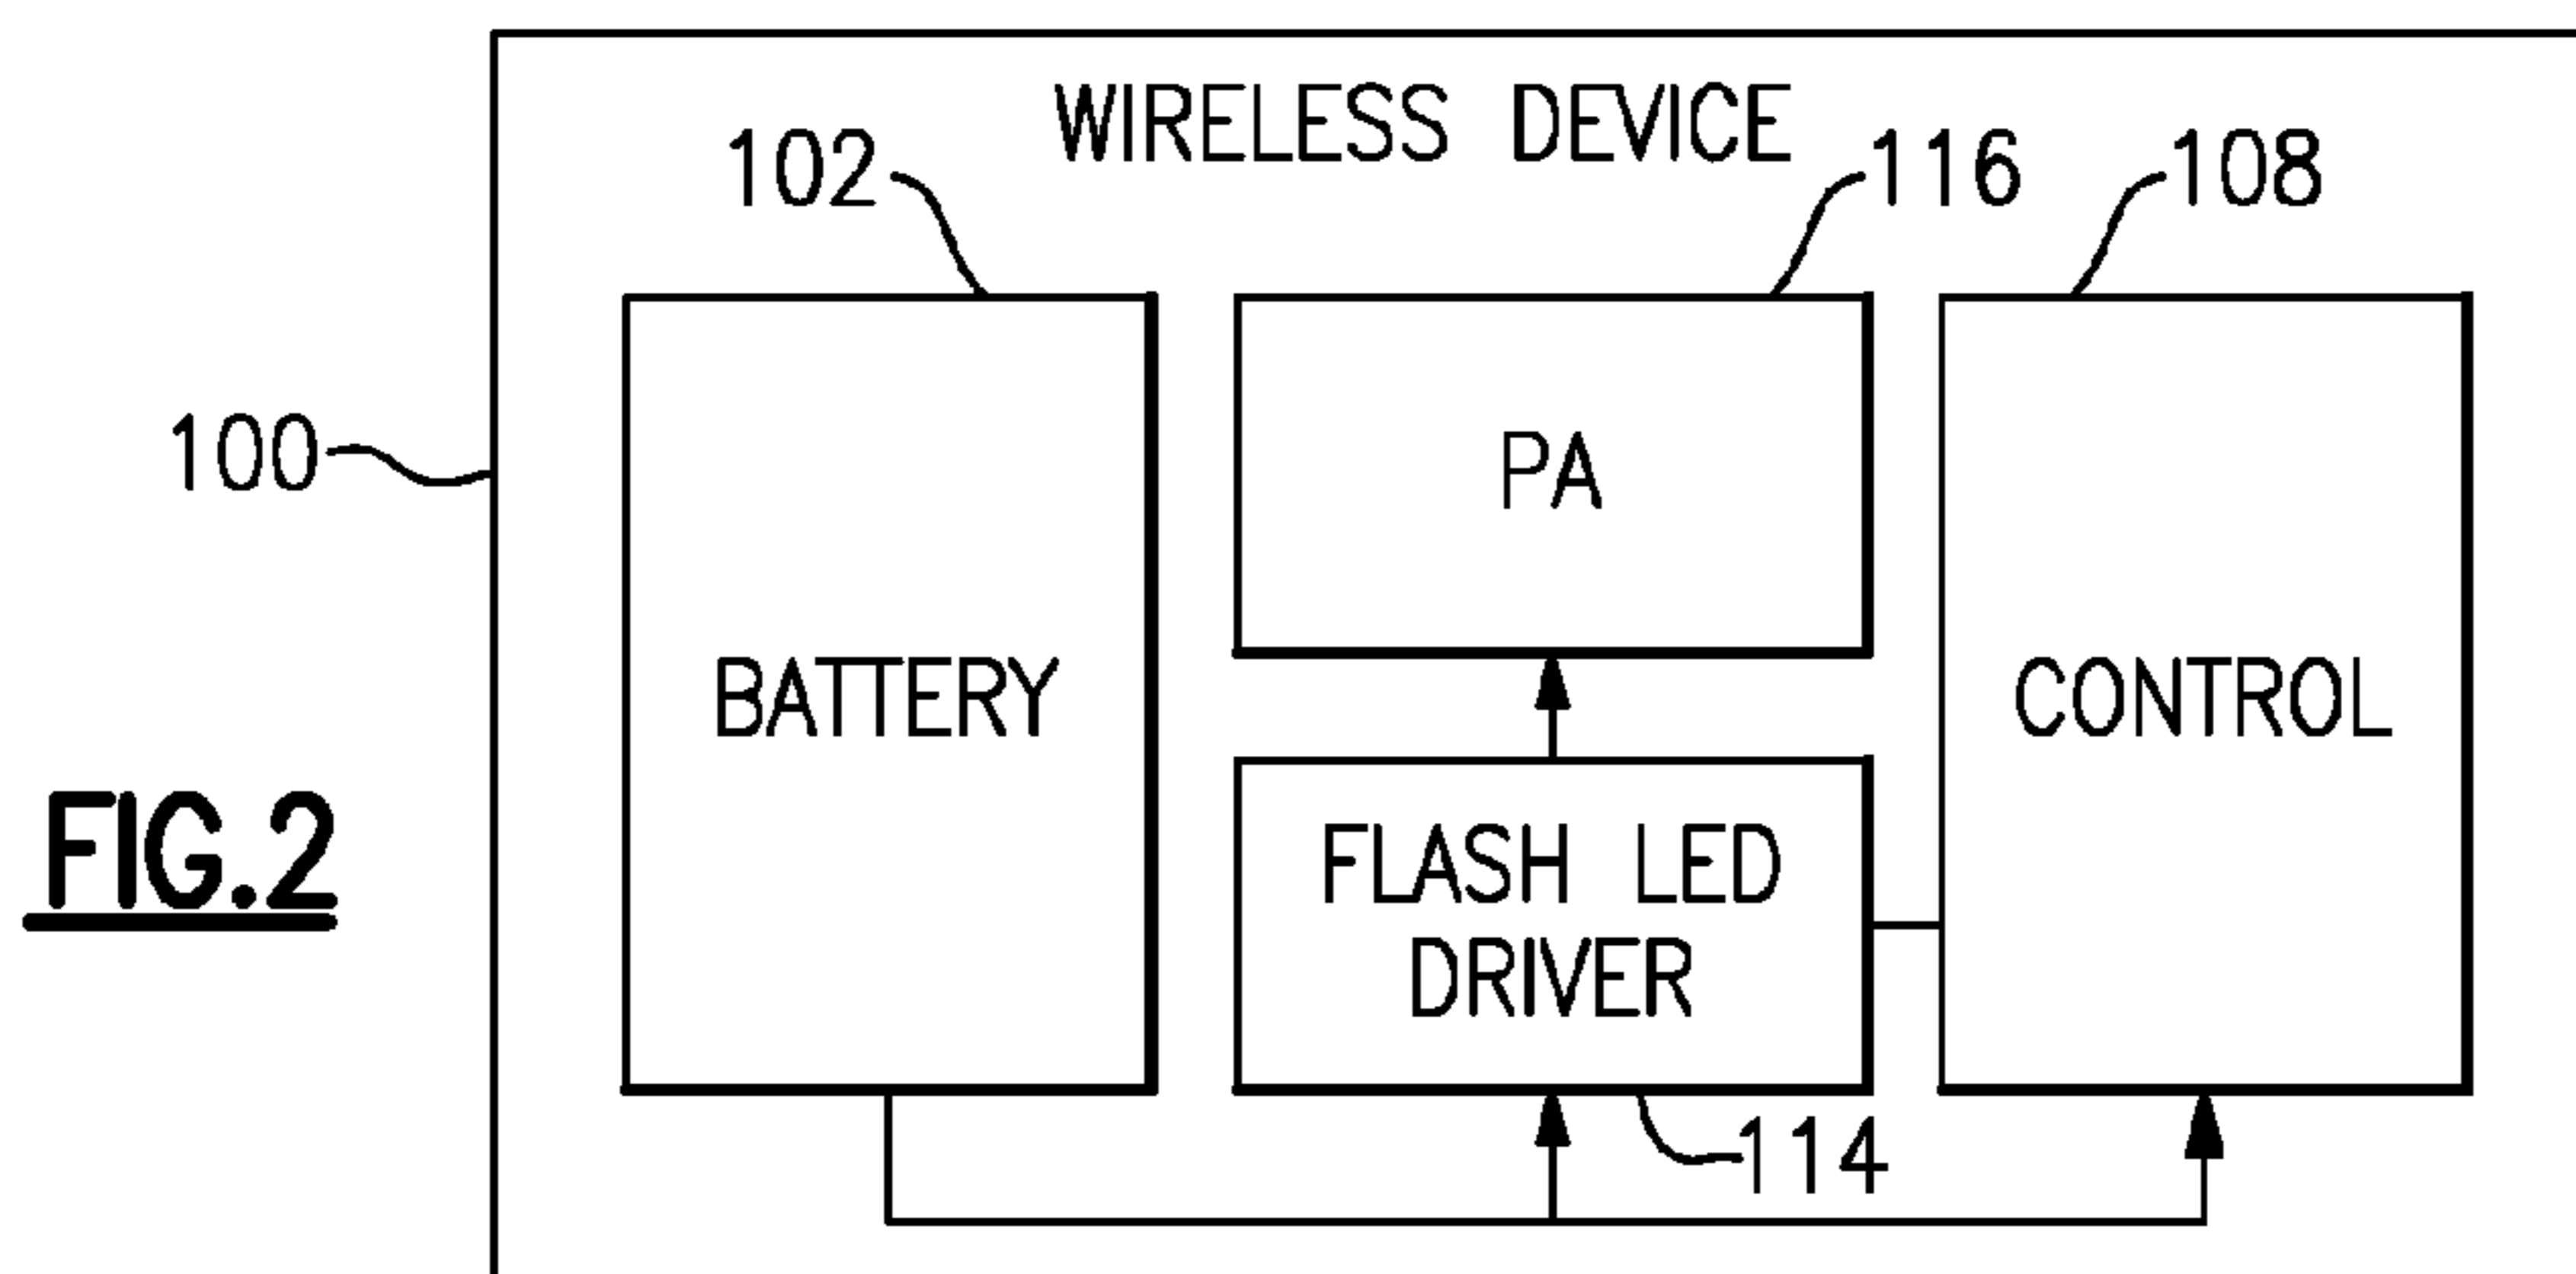 WIRELESS DEVICE
102
116
108
100
PA
BATTERY
CONTROL
FLASH LED
DRIVER
FIG.2
114